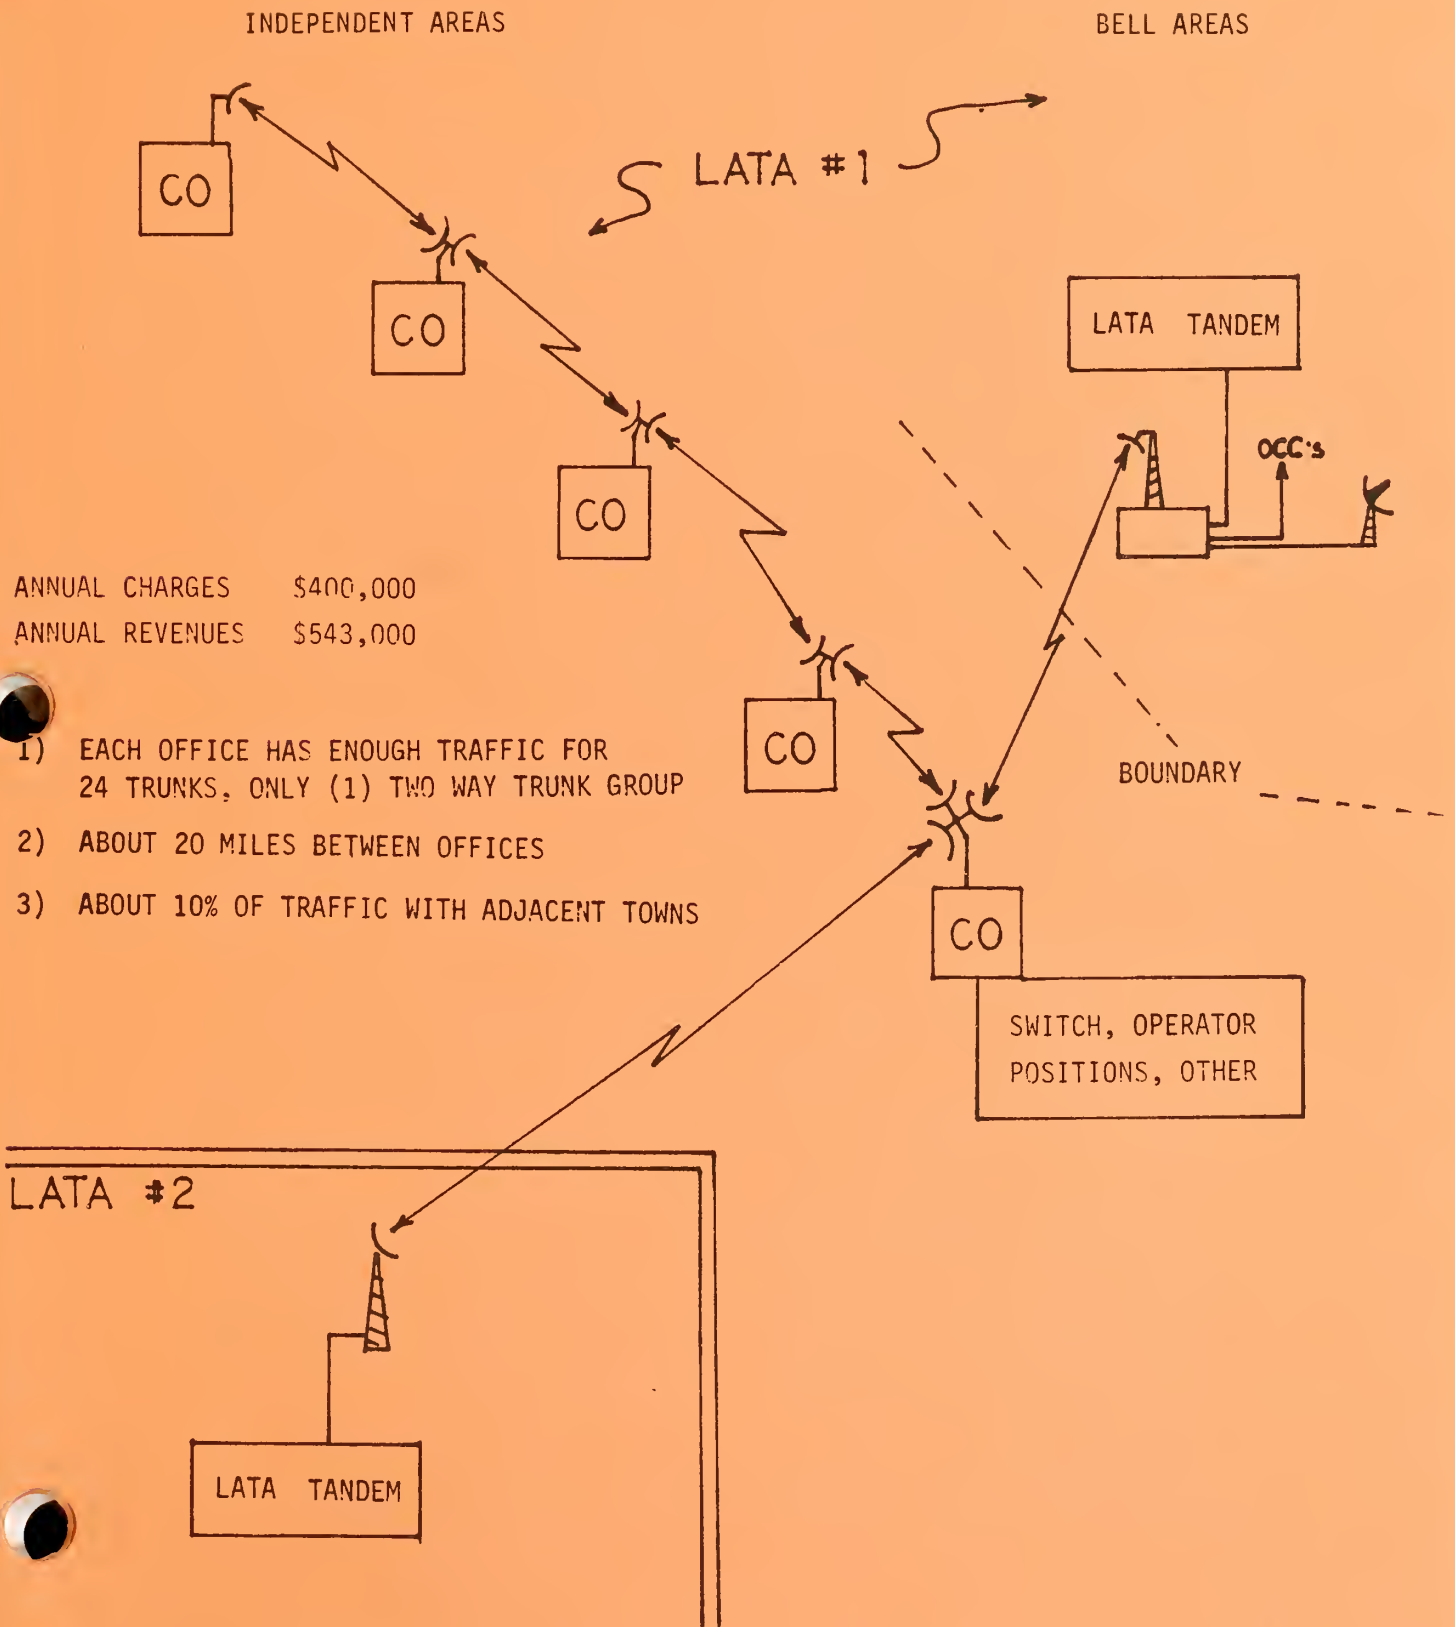 INDEPENDENT AREAS
BELL AREAS
LATA #1
CO
CO
LATA TANDEM
OCC's
CO
ANNUAL CHARGES $400,000
ANNUAL REVENUES $543,000
1) EACH OFFICE HAS ENOUGH TRAFFIC FOR
24 TRUNKS, ONLY (1) TWO WAY TRUNK GROUP
CO
BOUNDARY
2) ABOUT 20 MILES BETWEEN OFFICES
3) ABOUT 10% OF TRAFFIC WITH ADJACENT TOWNS
CO
SWITCH, OPERATOR
POSITIONS, OTHER
LATA #2
LATA TANDEM